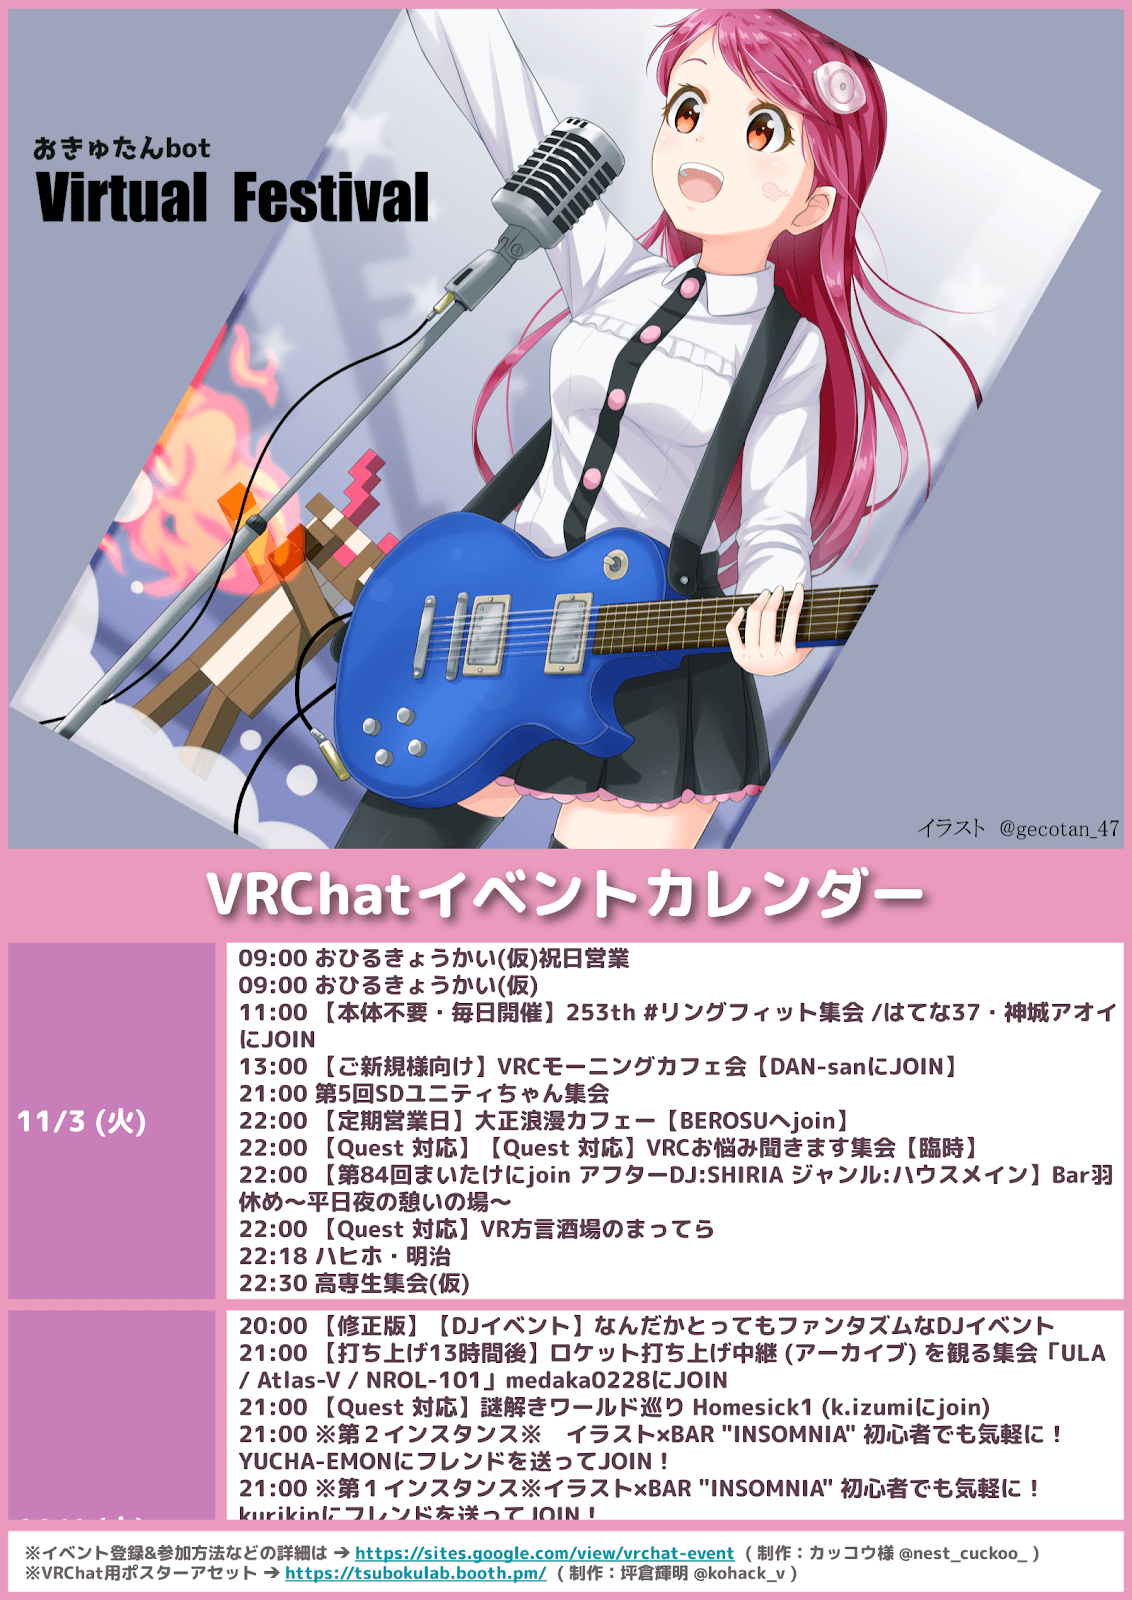 おきゅたんbot
Virtual Festival
イラスト @gecotan_47
VRChatイベントカレンダー
11/3 (火)
09:00 おひるきょうかい(仮)祝日営業
09:00 おひるきょうかい(仮)
11:00 【本体不要・毎日開催】253th #リングフィット集会 /はてな37・神城アオイ
にJOIN
13:00 【ご新規様向け】VRCモーニングカフェ会【DAN-sanにJOIN】
21:00 第5回SDユニティちゃん集会
22:00 【定期営業日】大正浪漫カフェー【BEROSUへjoin】
22:00 【Quest 対応】【Quest 対応】VRCお悩み聞きます集会【臨時】
22:00 【第84回まいたけにjoin アフターDJ:SHIRIA ジャンル:ハウスメイン】Bar羽
休め～平日夜の憩いの場～
22:00 【Quest 対応】VR方言酒場のまってら
22:18 ハヒホ・明治
22:30 高専生集会(仮)
20:00 【修正版】【DJイベント】なんだかとってもファンタズムなDJイベント
21:00 【打ち上げ13時間後】ロケット打ち上げ中継 (アーカイブ) を観る集会「ULA
/ Atlas-V / NROL-101」medaka0228にJOIN
21:00 【Quest 対応】謎解きワールド巡り Homesick1 (k.izumiにjoin)
21:00 ※第２インスタンス※　イラスト×BAR "INSOMNIA" 初心者でも気軽に！
YUCHA-EMONにフレンドを送ってJOIN！
21:00 ※第１インスタンス※イラスト×BAR "INSOMNIA" 初心者でも気軽に！
kurikinにフレンドを送って JOIN！
※イベント登録&参加方法などの詳細は ➔ https://sites.google.com/view/vrchat-event ( 制作：カッコウ様 @nest_cuckoo_ )
※VRChat用ポスターアセット ➔ https://tsubokulab.booth.pm/ ( 制作：坪倉輝明 @kohack_v )